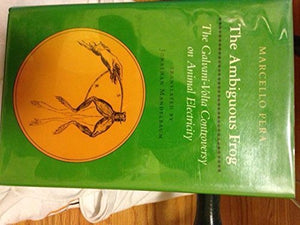 MARCELLO PERA
The Ambiguous Frog
The Galvani-Volta Controversy
on Animal Electricity
TRANSLATED BY
JONATHAN MANDELBAUM